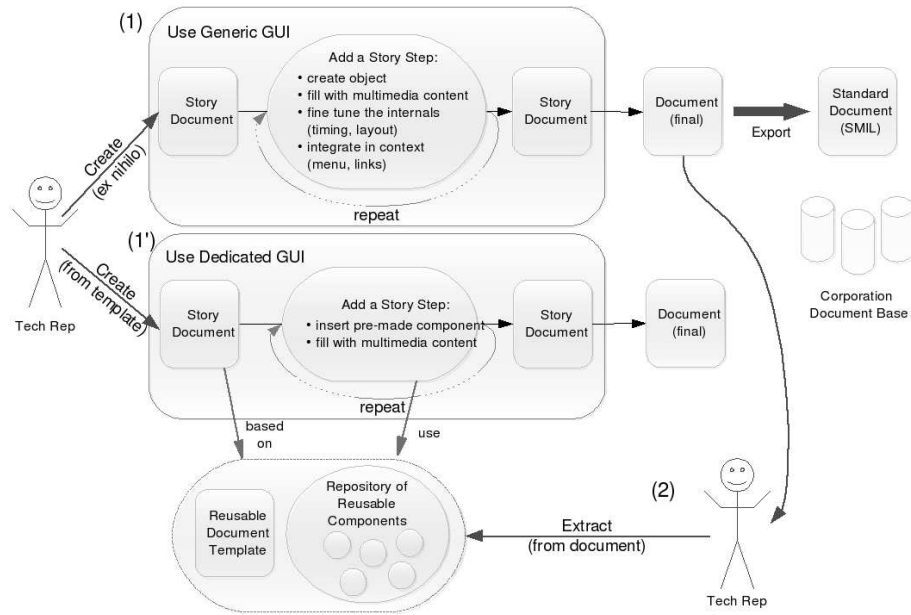 (1)
Use Generic GUI
Story
Document
Add a Story Step:
• create object
• fill with multimedia content
• fine tune the internals
(timing, layout)
• integrate in context
(menu, links)
repeat
Story
Document
Document
(final)
Export
Standard
Document
(SMIL)
Create
(ex nihilo)
Tech Rep
Create
(from template)
(1')
Use Dedicated GUI
Story
Document
Add a Story Step:
• insert pre-made component
• fill with multimedia content
repeat
Story
Document
Document
(final)
Corporation
Document Base
based
on
use
Reusable
Document
Template
Repository of
Reusable
Components
(2)
Extract
(from document)
Tech Rep